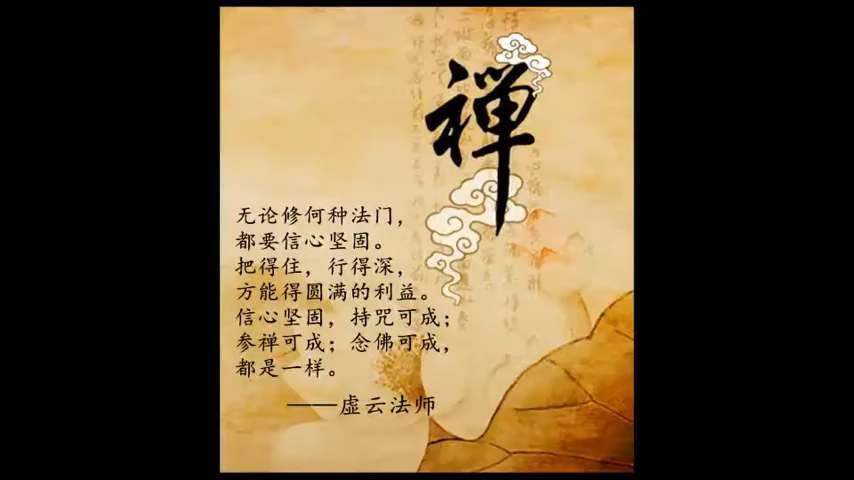 禅
无论修何种法门，
都要信心坚固。
把得住，行得深，
方能得圆满的利益。
信心坚固，持咒可成；
参禅可成；念佛可成，
都是一样。
——虚云法师